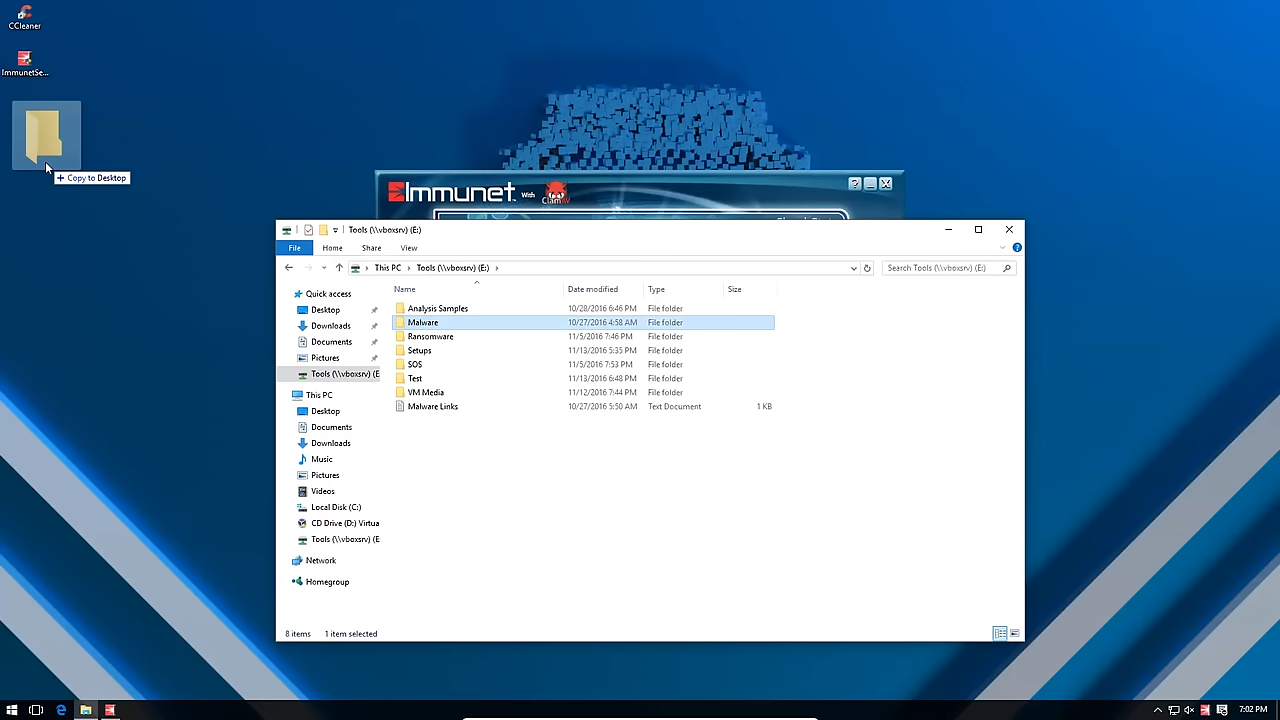 CCleaner
ImmunetSe...
+ Copy to Desktop
Immunet™ With ClamAV
Tools (\\vboxsrv) (E:)
File Home Share View
This PC > Tools (\\vboxsrv) (E:) >
Search Tools (\\vboxsrv) (E:)
Name Date modified Type Size
Quick access
Desktop
Downloads
Documents
Pictures
Tools (\\vboxsrv) (E
This PC
Desktop
Documents
Downloads
Music
Pictures
Videos
Local Disk (C:)
CD Drive (D:) Virtua
Tools (\\vboxsrv) (E
Network
Homegroup
Analysis Samples 10/28/2016 6:46 PM File folder
Malware 10/27/2016 4:58 AM File folder
Ransomware 11/5/2016 7:46 PM File folder
Setups 11/13/2016 5:35 PM File folder
SOS 11/5/2016 7:53 PM File folder
Test 11/13/2016 6:48 PM File folder
VM Media 11/12/2016 7:44 PM File folder
Malware Links 10/27/2016 5:50 AM Text Document 1 KB
8 items 1 item selected
7:02 PM